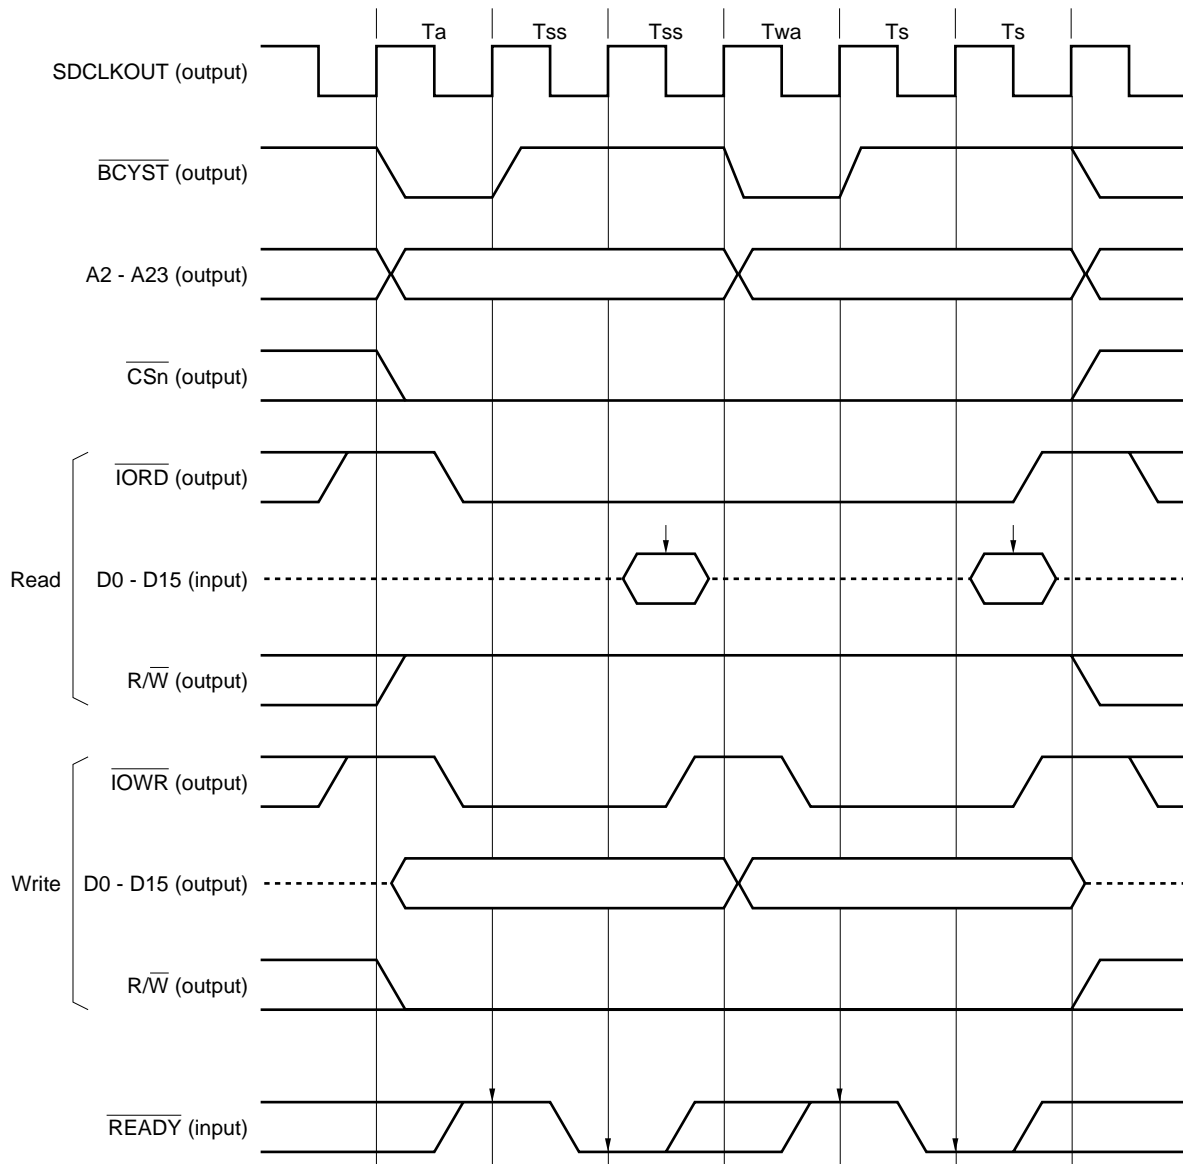 Ta Tss Tss Twa Ts Ts
SDCLKOUT (output)
BCYST (output)
A2 - A23 (output)
CSn (output)
IORD (output)
Read D0 - D15 (input)
R/W (output)
IOWR (output)
Write D0 - D15 (output)
R/W (output)
READY (input)